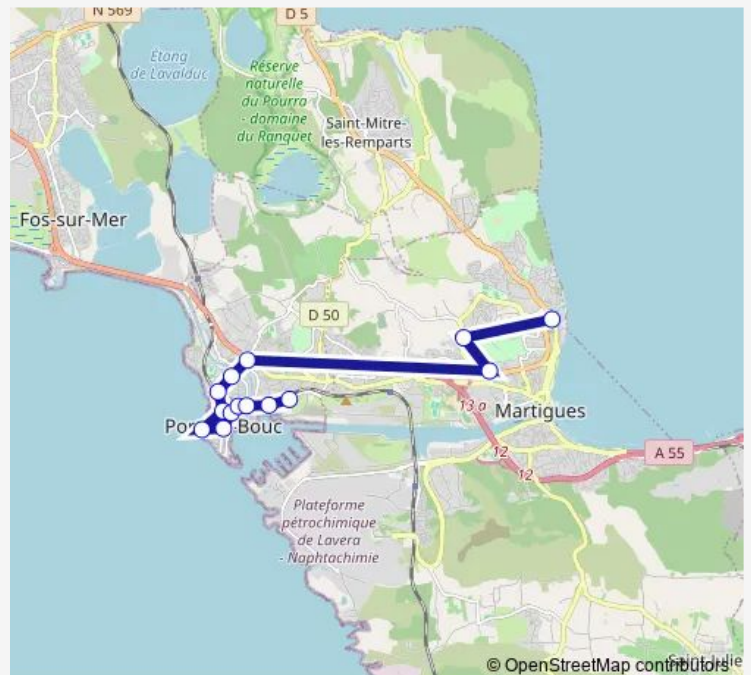 N 569
D 5
Étang
de Lavalduc
Réserve
naturelle
du Pourra
- domaine
du Ranquet
Saint-Mitre-
les-Remparts
Fos-sur-Mer
D 50
13 a
Martigues
Bouc
12
A 55
12
Plateforme
pétrochimique
de Lavera
- Naphtachimie
© OpenStreetMap contributors